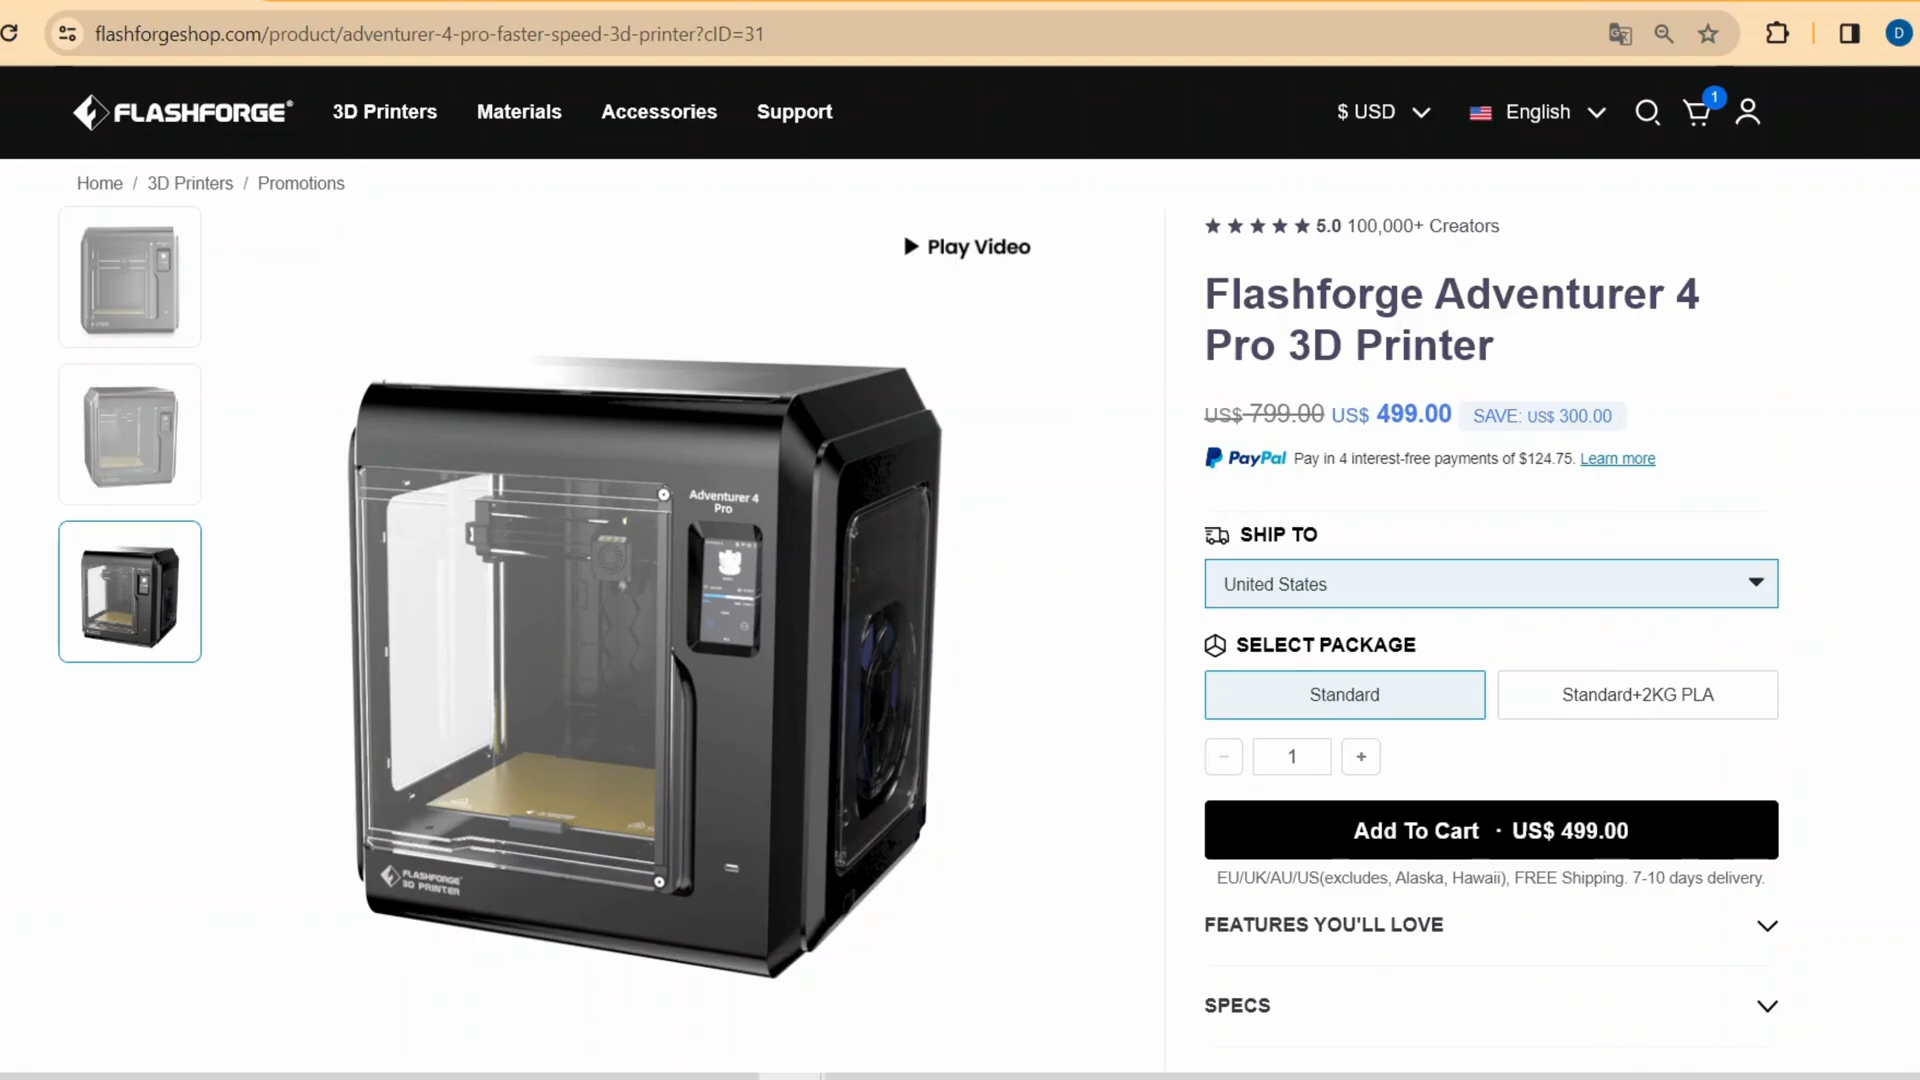 flashforgeshop.com/product/adventurer-4-pro-faster-speed-3d-printer?cID=31
D
FLASHFORGE®
3D Printers
Materials
Accessories
Support
$ USD
English
1
Home / 3D Printers / Promotions
Play Video
★★★★★ 5.0 100,000+ Creators
Flashforge Adventurer 4
Pro 3D Printer
US$ 799.00 US$ 499.00 SAVE: US$ 300.00
PayPal Pay in 4 interest-free payments of $124.75. Learn more
SHIP TO
United States
SELECT PACKAGE
Standard
Standard+2KG PLA
− 1 +
Add To Cart · US$ 499.00
EU/UK/AU/US(excludes, Alaska, Hawaii), FREE Shipping. 7-10 days delivery.
FEATURES YOU'LL LOVE
SPECS
Adventurer 4
Pro
FLASHFORGE
3D PRINTER